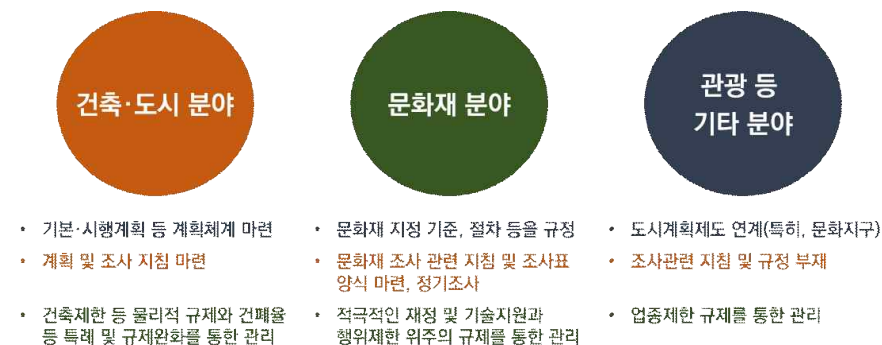 건축·도시 분야
• 기본·시행계획 등 계획체계 마련
• 계획 및 조사 지침 마련
• 건축제한 등 물리적 규제와 건폐율
등 특례 및 규제완화를 통한 관리
문화재 분야
• 문화재 지정 기준, 절차 등을 규정
• 문화재 조사 관련 지침 및 조사표
양식 마련, 정기조사
• 적극적인 재정 및 기술지원과
행위제한 위주의 규제를 통한 관리
관광 등
기타 분야
• 도시계획제도 연계(특히, 문화지구)
• 조사관련 지침 및 규정 부재
• 업종제한 규제를 통한 관리